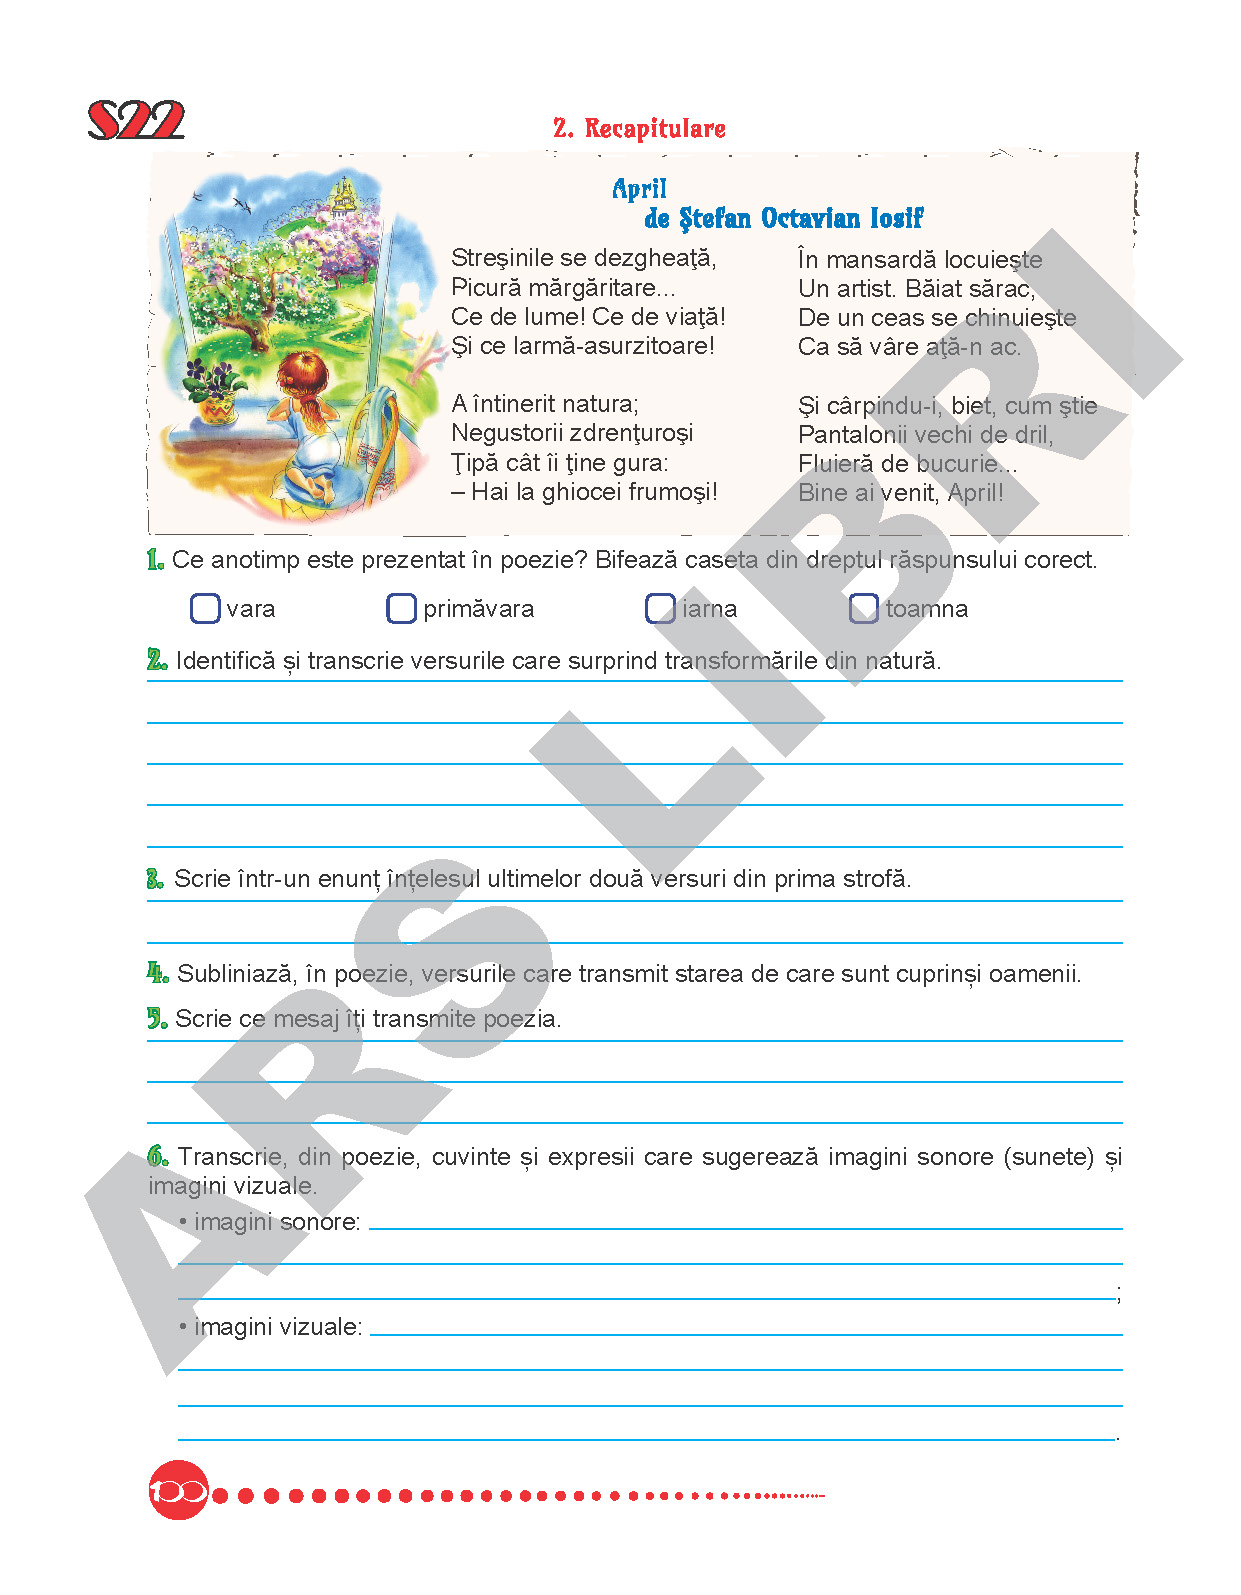 S22
2. Recapitulare
April
de Ştefan Octavian Iosif
Streşinile se dezgheaţă,
Picură mărgăritare...
Ce de lume! Ce de viaţă!
Şi ce larmă-asurzitoare!
A întinerit natura;
Negustorii zdrenţuroşi
Ţipă cât îi ţine gura:
– Hai la ghiocei frumoşi!
În mansardă locuieşte
Un artist. Băiat sărac,
De un ceas se chinuieşte
Ca să vâre aţă-n ac.
Şi cârpindu-i, biet, cum ştie
Pantalonii vechi de dril,
Fluieră de bucurie...
Bine ai venit, April!
1. Ce anotimp este prezentat în poezie? Bifează caseta din dreptul răspunsului corect.
vara primăvara iarna toamna
2. Identifică și transcrie versurile care surprind transformările din natură.
3. Scrie într-un enunț înțelesul ultimelor două versuri din prima strofă.
4. Subliniază, în poezie, versurile care transmit starea de care sunt cuprinși oamenii.
5. Scrie ce mesaj îți transmite poezia.
6. Transcrie, din poezie, cuvinte și expresii care sugerează imagini sonore (sunete) și
imagini vizuale.
• imagini sonore:
;
• imagini vizuale:
.
100
ARS LIBRI